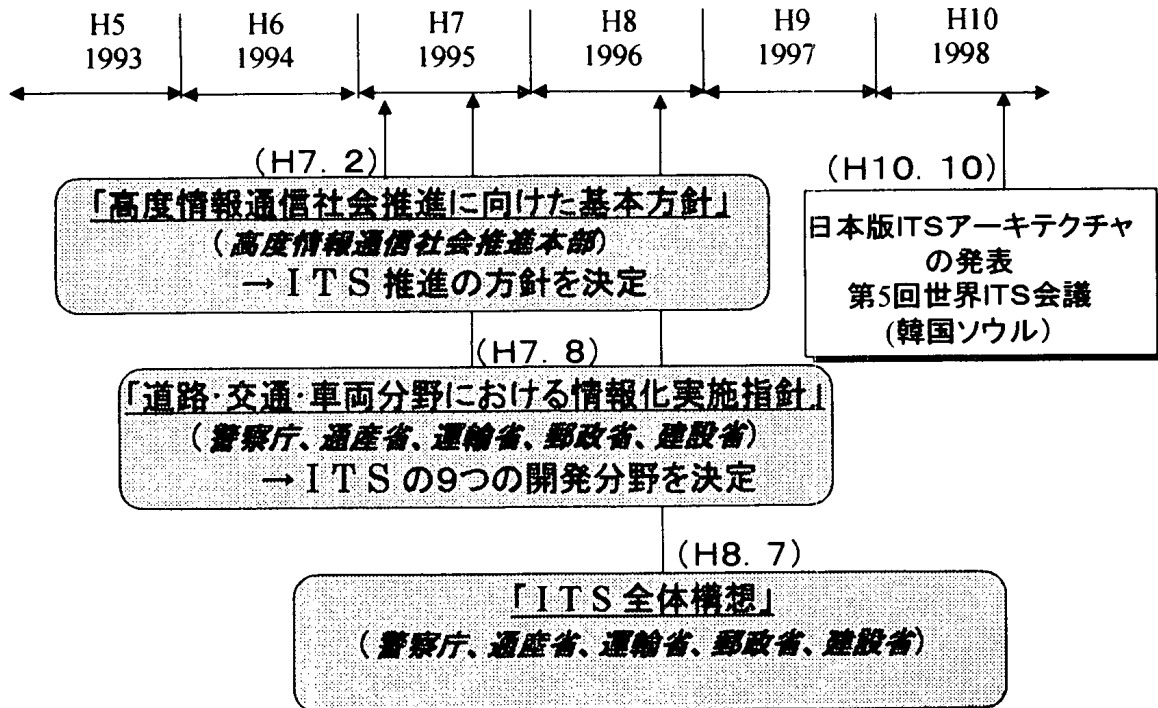 H5 H6 H7 H8 H9 H10
1993 1994 1995 1996 1997 1998
(H7. 2)
「高度情報通信社会推進に向けた基本方針」
(高度情報通信社会推進本部)
→ITS 推進の方針を決定
(H10. 10)
日本版ITSアーキテクチャ
の発表
第5回世界ITS会議
(韓国ソウル)
(H7. 8)
「道路・交通・車両分野における情報化実施指針」
(警察庁、通産省、運輸省、郵政省、建設省)
→ITSの9つの開発分野を決定
(H8. 7)
「ITS 全体構想」
(警察庁、通産省、運輸省、郵政省、建設省)